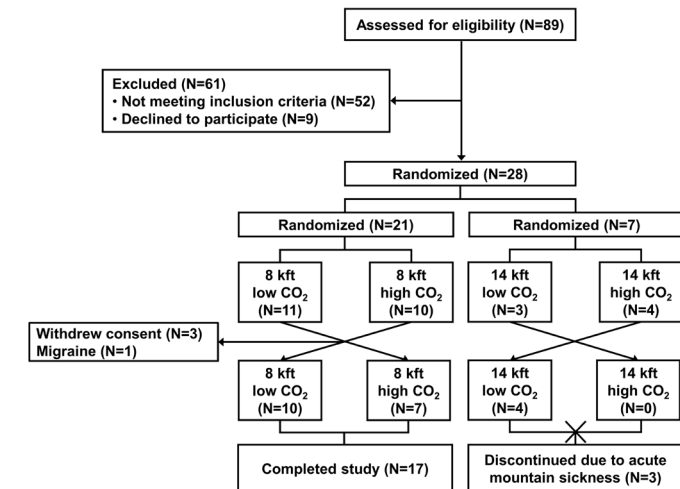 Assessed for eligibility (N=89)
Excluded (N=61)
• Not meeting inclusion criteria (N=52)
• Declined to participate (N=9)
Randomized (N=28)
Randomized (N=21)
Randomized (N=7)
8 kft
low CO₂
(N=11)
8 kft
high CO₂
(N=10)
14 kft
low CO₂
(N=3)
14 kft
high CO₂
(N=4)
Withdrew consent (N=3)
Migraine (N=1)
8 kft
low CO₂
(N=10)
8 kft
high CO₂
(N=7)
14 kft
low CO₂
(N=4)
14 kft
high CO₂
(N=0)
Completed study (N=17)
Discontinued due to acute
mountain sickness (N=3)